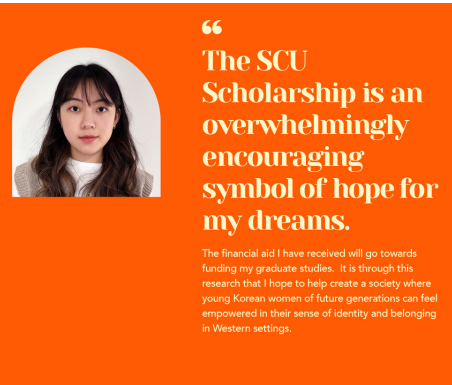 “
The SCU
Scholarship is an
overwhelmingly
encouraging
symbol of hope for
my dreams.
The financial aid I have received will go towards
funding my graduate studies.  It is through this
research that I hope to help create a society where
young Korean women of future generations can feel
empowered in their sense of identity and belonging
in Western settings.